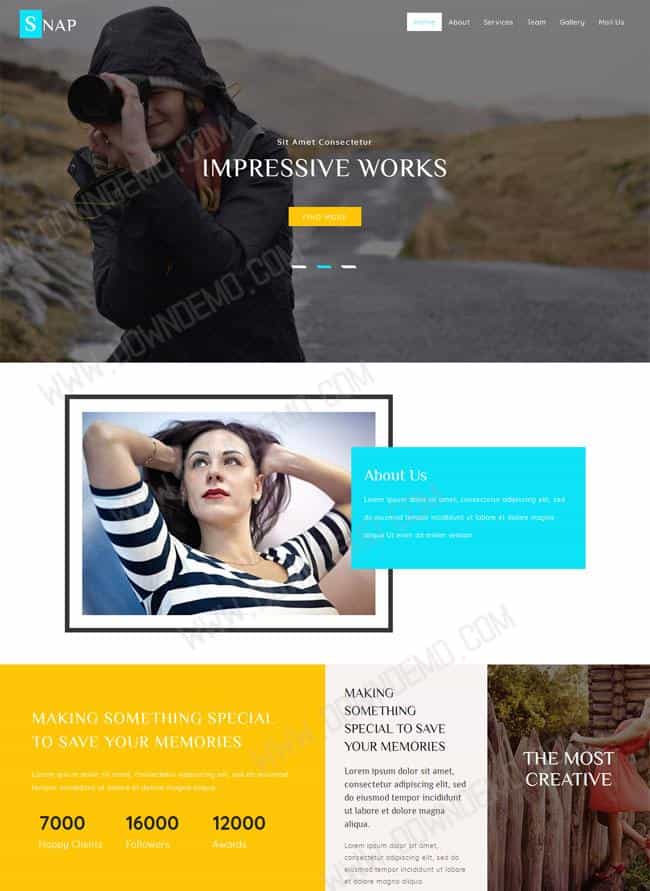 SNAP
Home About Services Team Gallery Mail Us
Sit Amet Consectetur
IMPRESSIVE WORKS
FIND MORE
WWW.DOWNDEMO.COM
WWW.DOWNDEMO.COM
About Us
Lorem ipsum dolor sit amet, consectetur adipiscing elit, sed
do eiusmod tempor incididunt ut labore et dolore magna
aliqua Ut enim ad minim veniam
WWW.DOWNDEMO.COM
MAKING SOMETHING SPECIAL
TO SAVE YOUR MEMORIES
Lorem ipsum dolor sit amet, consectetur adipiscing elit, sed do eiusmod
tempor incididunt ut labore et dolore magna aliqua.
7000 16000 12000
Happy Clients Followers Awards
MAKING
SOMETHING
SPECIAL TO SAVE
YOUR MEMORIES
Lorem ipsum dolor sit amet,
consectetur adipiscing elit, sed
do eiusmod tempor incididunt
ut labore et dolore magna
aliqua.
Lorem ipsum dolor sit amet,
consectetur adipiscing elit, sed do
eiusmod tempor incididunt ut labore
et dolore magna aliqua.
THE MOST
CREATIVE